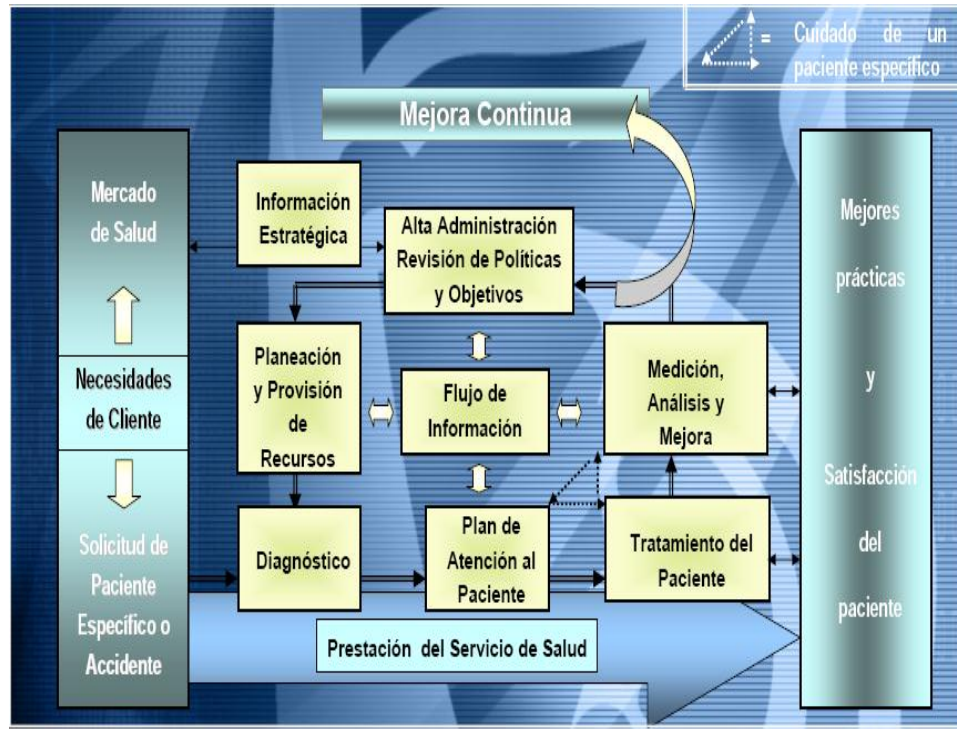 = Cuidado de un
paciente específico
Mejora Continua
Mercado
de Salud
Necesidades
de Cliente
Solicitud de
Paciente
Específico o
Accidente
Información
Estratégica
Alta Administración
Revisión de Políticas
y Objetivos
Planeación
y Provisión
de
Recursos
Flujo de
Información
Medición,
Análisis y
Mejora
Diagnóstico
Plan de
Atención al
Paciente
Tratamiento del
Paciente
Prestación del Servicio de Salud
Mejores
prácticas
y
Satisfacción
del
paciente